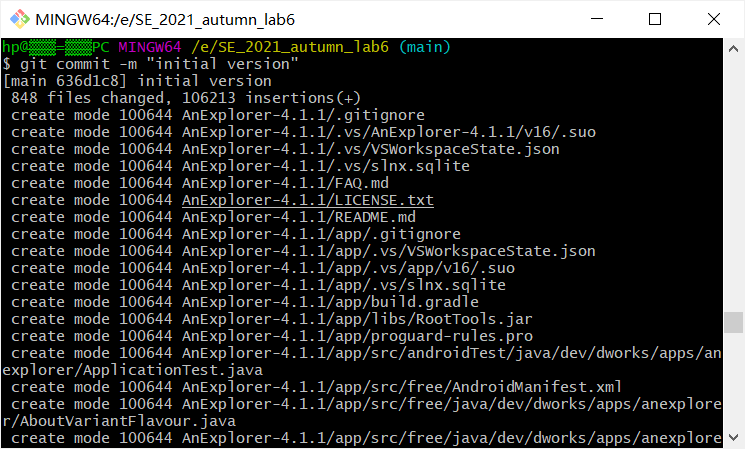 MINGW64:/e/SE_2021_autumn_lab6
hp@▒▒▒=▒▒▒PC MINGW64 /e/SE_2021_autumn_lab6 (main)
$ git commit -m "initial version"
[main 636d1c8] initial version
 848 files changed, 106213 insertions(+)
 create mode 100644 AnExplorer-4.1.1/.gitignore
 create mode 100644 AnExplorer-4.1.1/.vs/AnExplorer-4.1.1/v16/.suo
 create mode 100644 AnExplorer-4.1.1/.vs/VSWorkspaceState.json
 create mode 100644 AnExplorer-4.1.1/.vs/slnx.sqlite
 create mode 100644 AnExplorer-4.1.1/FAQ.md
 create mode 100644 AnExplorer-4.1.1/LICENSE.txt
 create mode 100644 AnExplorer-4.1.1/README.md
 create mode 100644 AnExplorer-4.1.1/app/.gitignore
 create mode 100644 AnExplorer-4.1.1/app/.vs/VSWorkspaceState.json
 create mode 100644 AnExplorer-4.1.1/app/.vs/app/v16/.suo
 create mode 100644 AnExplorer-4.1.1/app/.vs/slnx.sqlite
 create mode 100644 AnExplorer-4.1.1/app/build.gradle
 create mode 100644 AnExplorer-4.1.1/app/libs/RootTools.jar
 create mode 100644 AnExplorer-4.1.1/app/proguard-rules.pro
 create mode 100644 AnExplorer-4.1.1/app/src/androidTest/java/dev/dworks/apps/an
explorer/ApplicationTest.java
 create mode 100644 AnExplorer-4.1.1/app/src/free/AndroidManifest.xml
 create mode 100644 AnExplorer-4.1.1/app/src/free/java/dev/dworks/apps/anexplore
r/AboutVariantFlavour.java
 create mode 100644 AnExplorer-4.1.1/app/src/free/java/dev/dworks/apps/anexplore